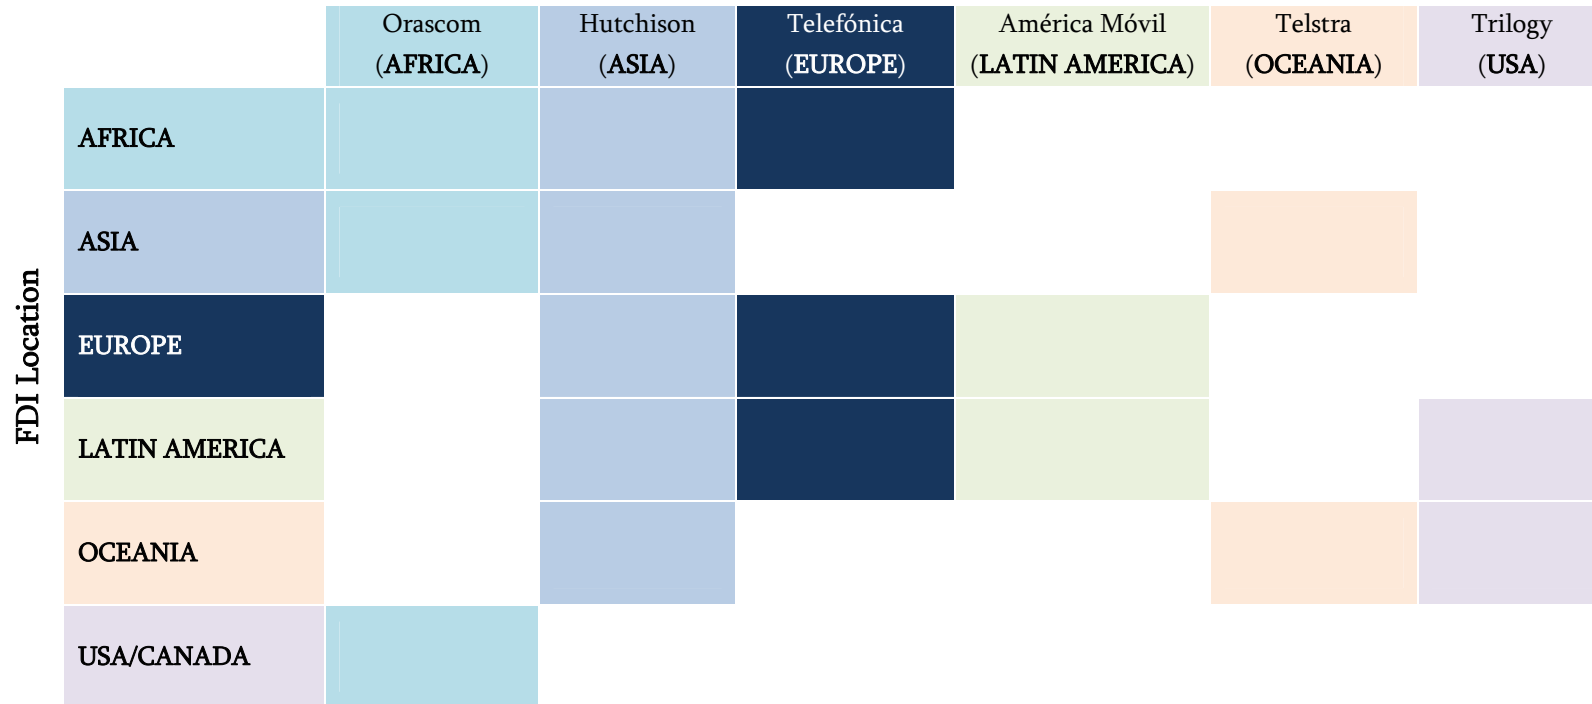 Orascom
(AFRICA)
Hutchison
(ASIA)
Telefónica
(EUROPE)
América Móvil
(LATIN AMERICA)
Telstra
(OCEANIA)
Trilogy
(USA)
FDI Location
AFRICA
ASIA
EUROPE
LATIN AMERICA
OCEANIA
USA/CANADA